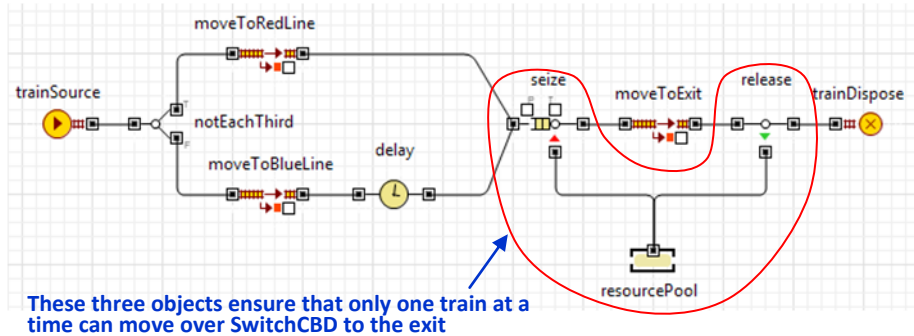 moveToRedLine
seize
release
trainSource
moveToExit
trainDispose
notEachThird
T
F
P T
moveToBlueLine
delay
resourcePool
These three objects ensure that only one train at a
time can move over SwitchCBD to the exit